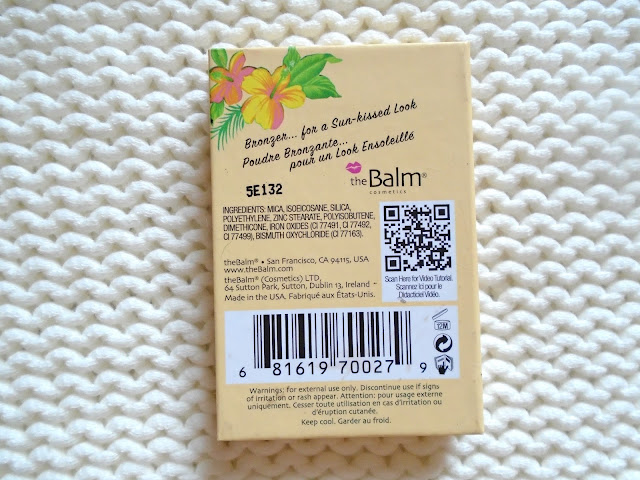 Bronzer... for a Sun-kissed Look
Poudre Bronzante...
pour un Look Ensoleillé
5E132
theBalm®
cosmetics
INGREDIENTS: MICA, ISOEICOSANE, SILICA,
POLYETHYLENE, ZINC STEARATE, POLYISOBUTENE,
DIMETHICONE, IRON OXIDES (CI 77491, CI 77492,
CI 77499), BISMUTH OXYCHLORIDE (CI 77163).
theBalm® • San Francisco, CA 94115, USA
www.theBalm.com
theBalm® (Cosmetics) LTD,
64 Sutton Park, Sutton, Dublin 13, Ireland
Made in the USA. Fabriqué aux États-Unis.
Scan Here for Video Tutorial.
Scannez Ici pour le
Didacticiel Vidéo.
12M
6 81619 70027 9
Warnings: for external use only. Discontinue use if signs
of irritation or rash appear. Attention: pour usage externe
uniquement. Cesser toute utilisation en cas d'irritation ou
d'éruption cutanée.
Keep cool. Garder au froid.